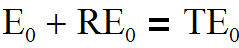 E₀ + RE₀ = TE₀